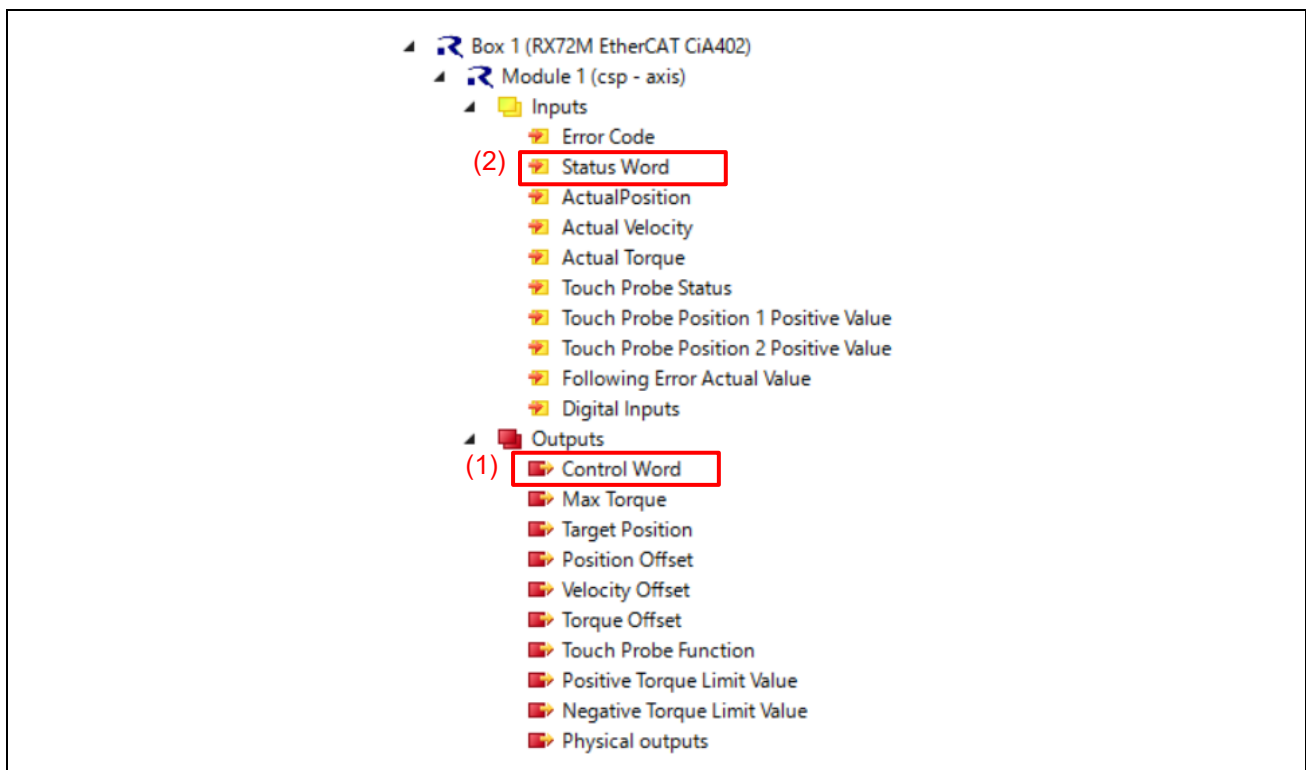 Box 1 (RX72M EtherCAT CiA402)
Module 1 (csp - axis)
Inputs
Error Code
(2) Status Word
ActualPosition
Actual Velocity
Actual Torque
Touch Probe Status
Touch Probe Position 1 Positive Value
Touch Probe Position 2 Positive Value
Following Error Actual Value
Digital Inputs
Outputs
(1) Control Word
Max Torque
Target Position
Position Offset
Velocity Offset
Torque Offset
Touch Probe Function
Positive Torque Limit Value
Negative Torque Limit Value
Physical outputs